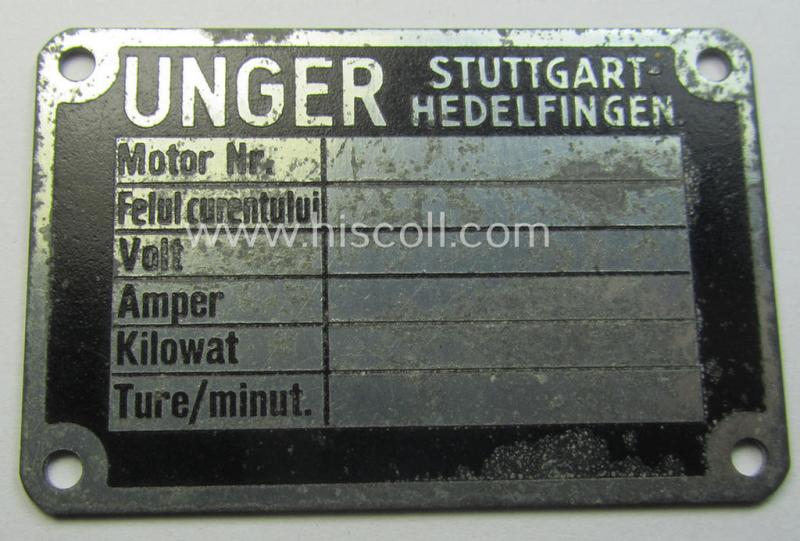 UNGER STUTTGART-
HEDELFINGEN
Motor Nr.
Felul curentului
www.hiscoll.com
Volt
Amper
Kilowat
Ture/minut.